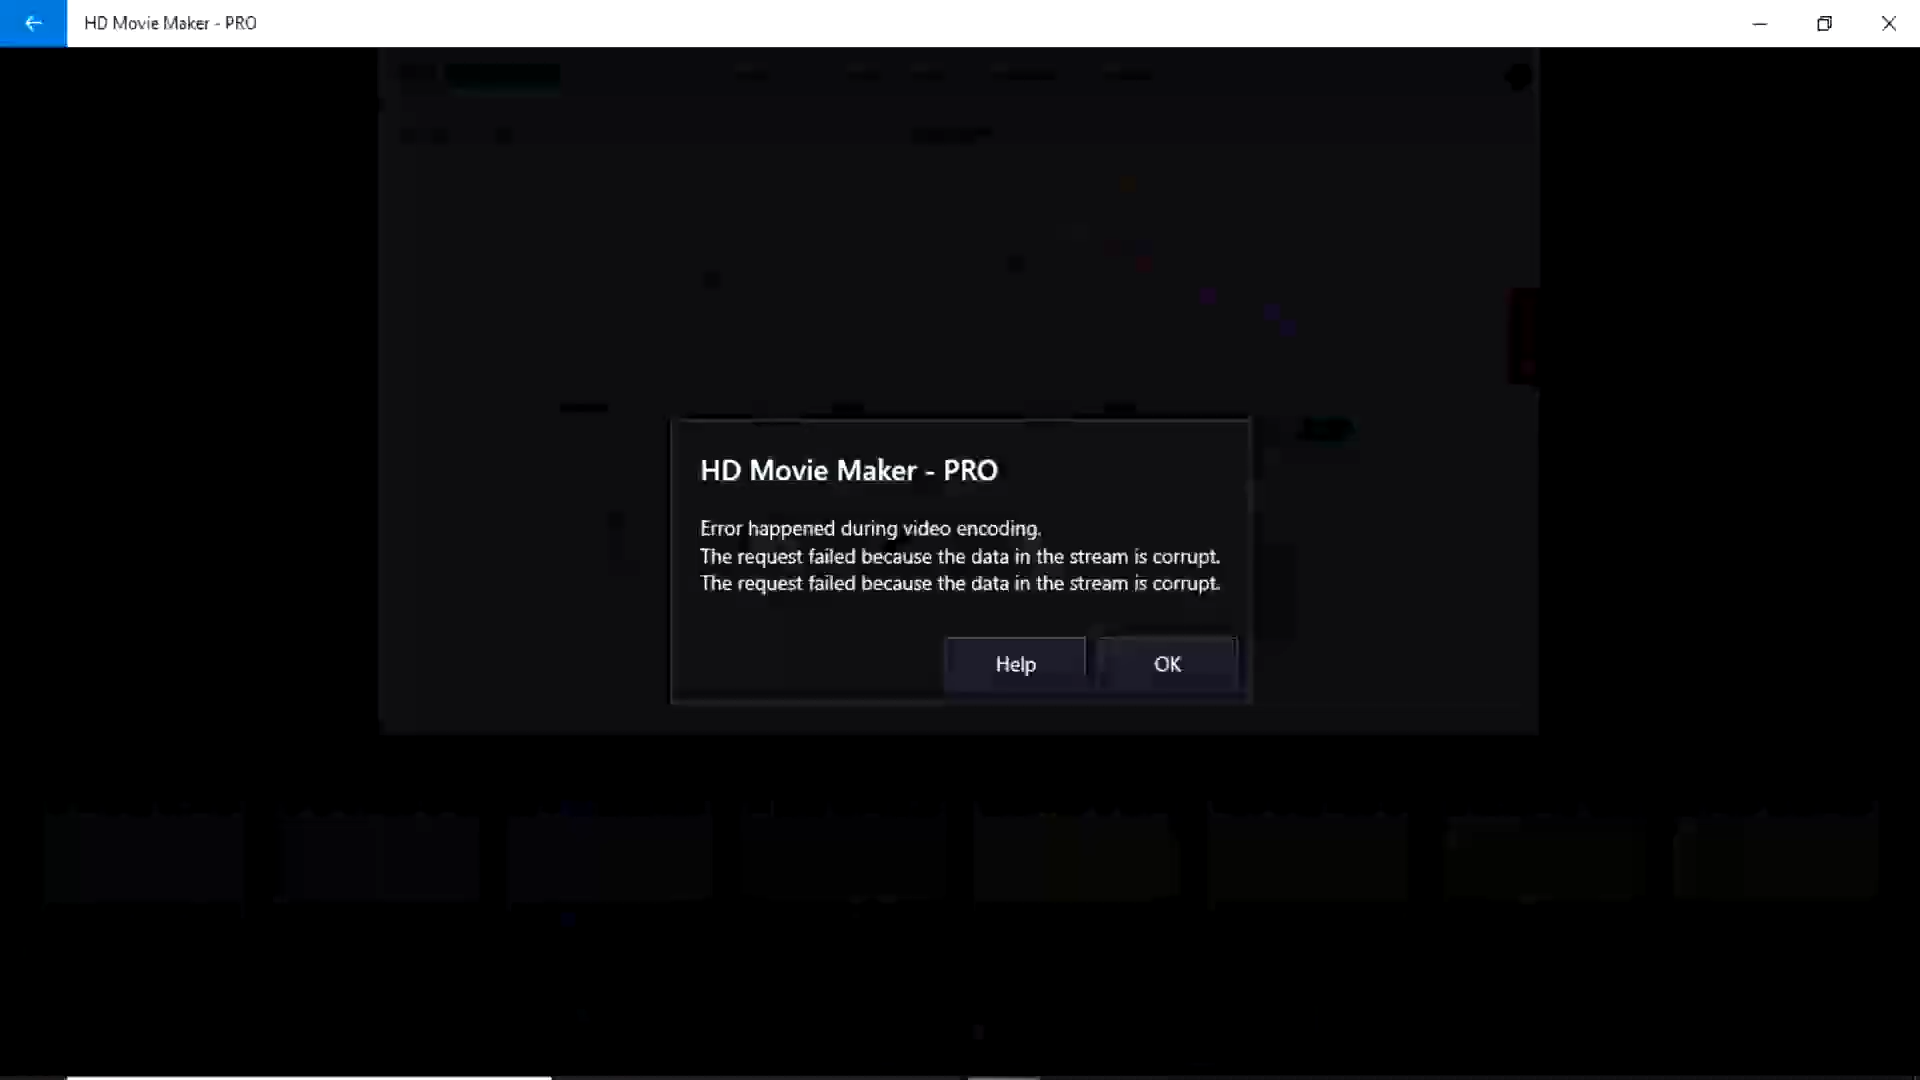 HD Movie Maker - PRO
HD Movie Maker - PRO
Error happened during video encoding.
The request failed because the data in the stream is corrupt.
The request failed because the data in the stream is corrupt.
Help
OK